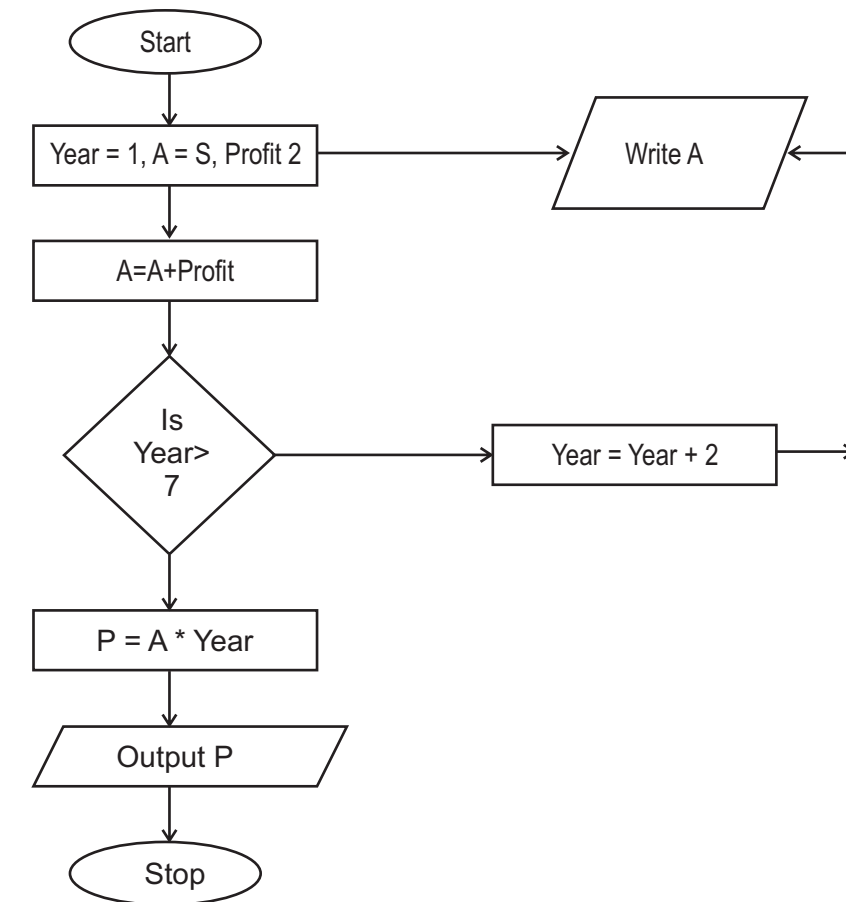 Start
Year = 1, A = S, Profit 2
Write A
A=A+Profit
Is
Year>
7
Year = Year + 2
P = A * Year
Output P
Stop